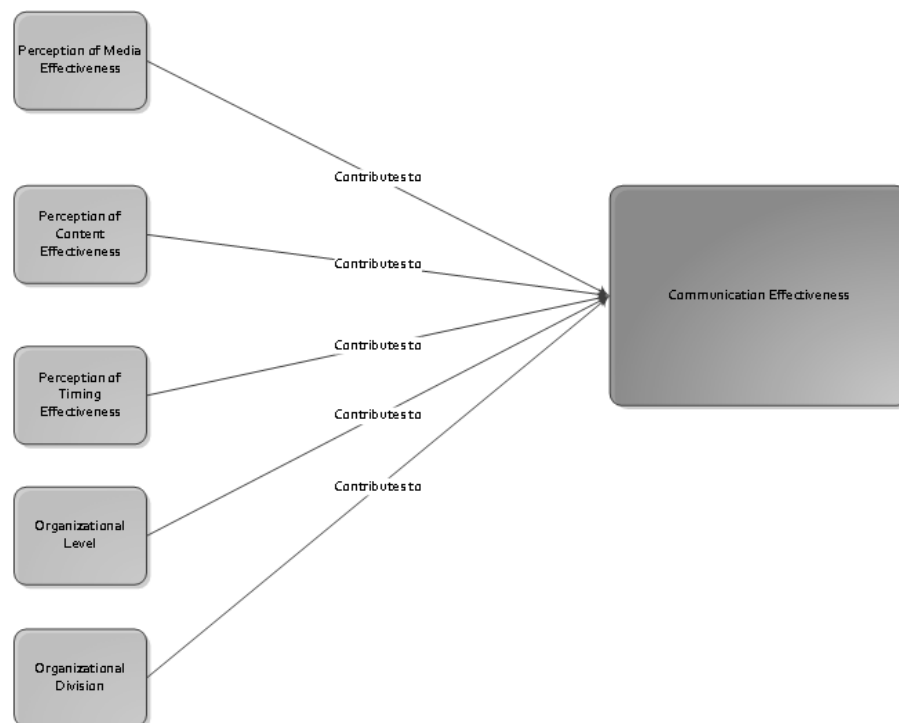 Perception of Media
Effectiveness
Contributes to
Perception of
Content
Effectiveness
Contributes to
Communication Effectiveness
Perception of
Timing
Effectiveness
Contributes to
Organizational
Level
Contributes to
Organizational
Division
Contributes to